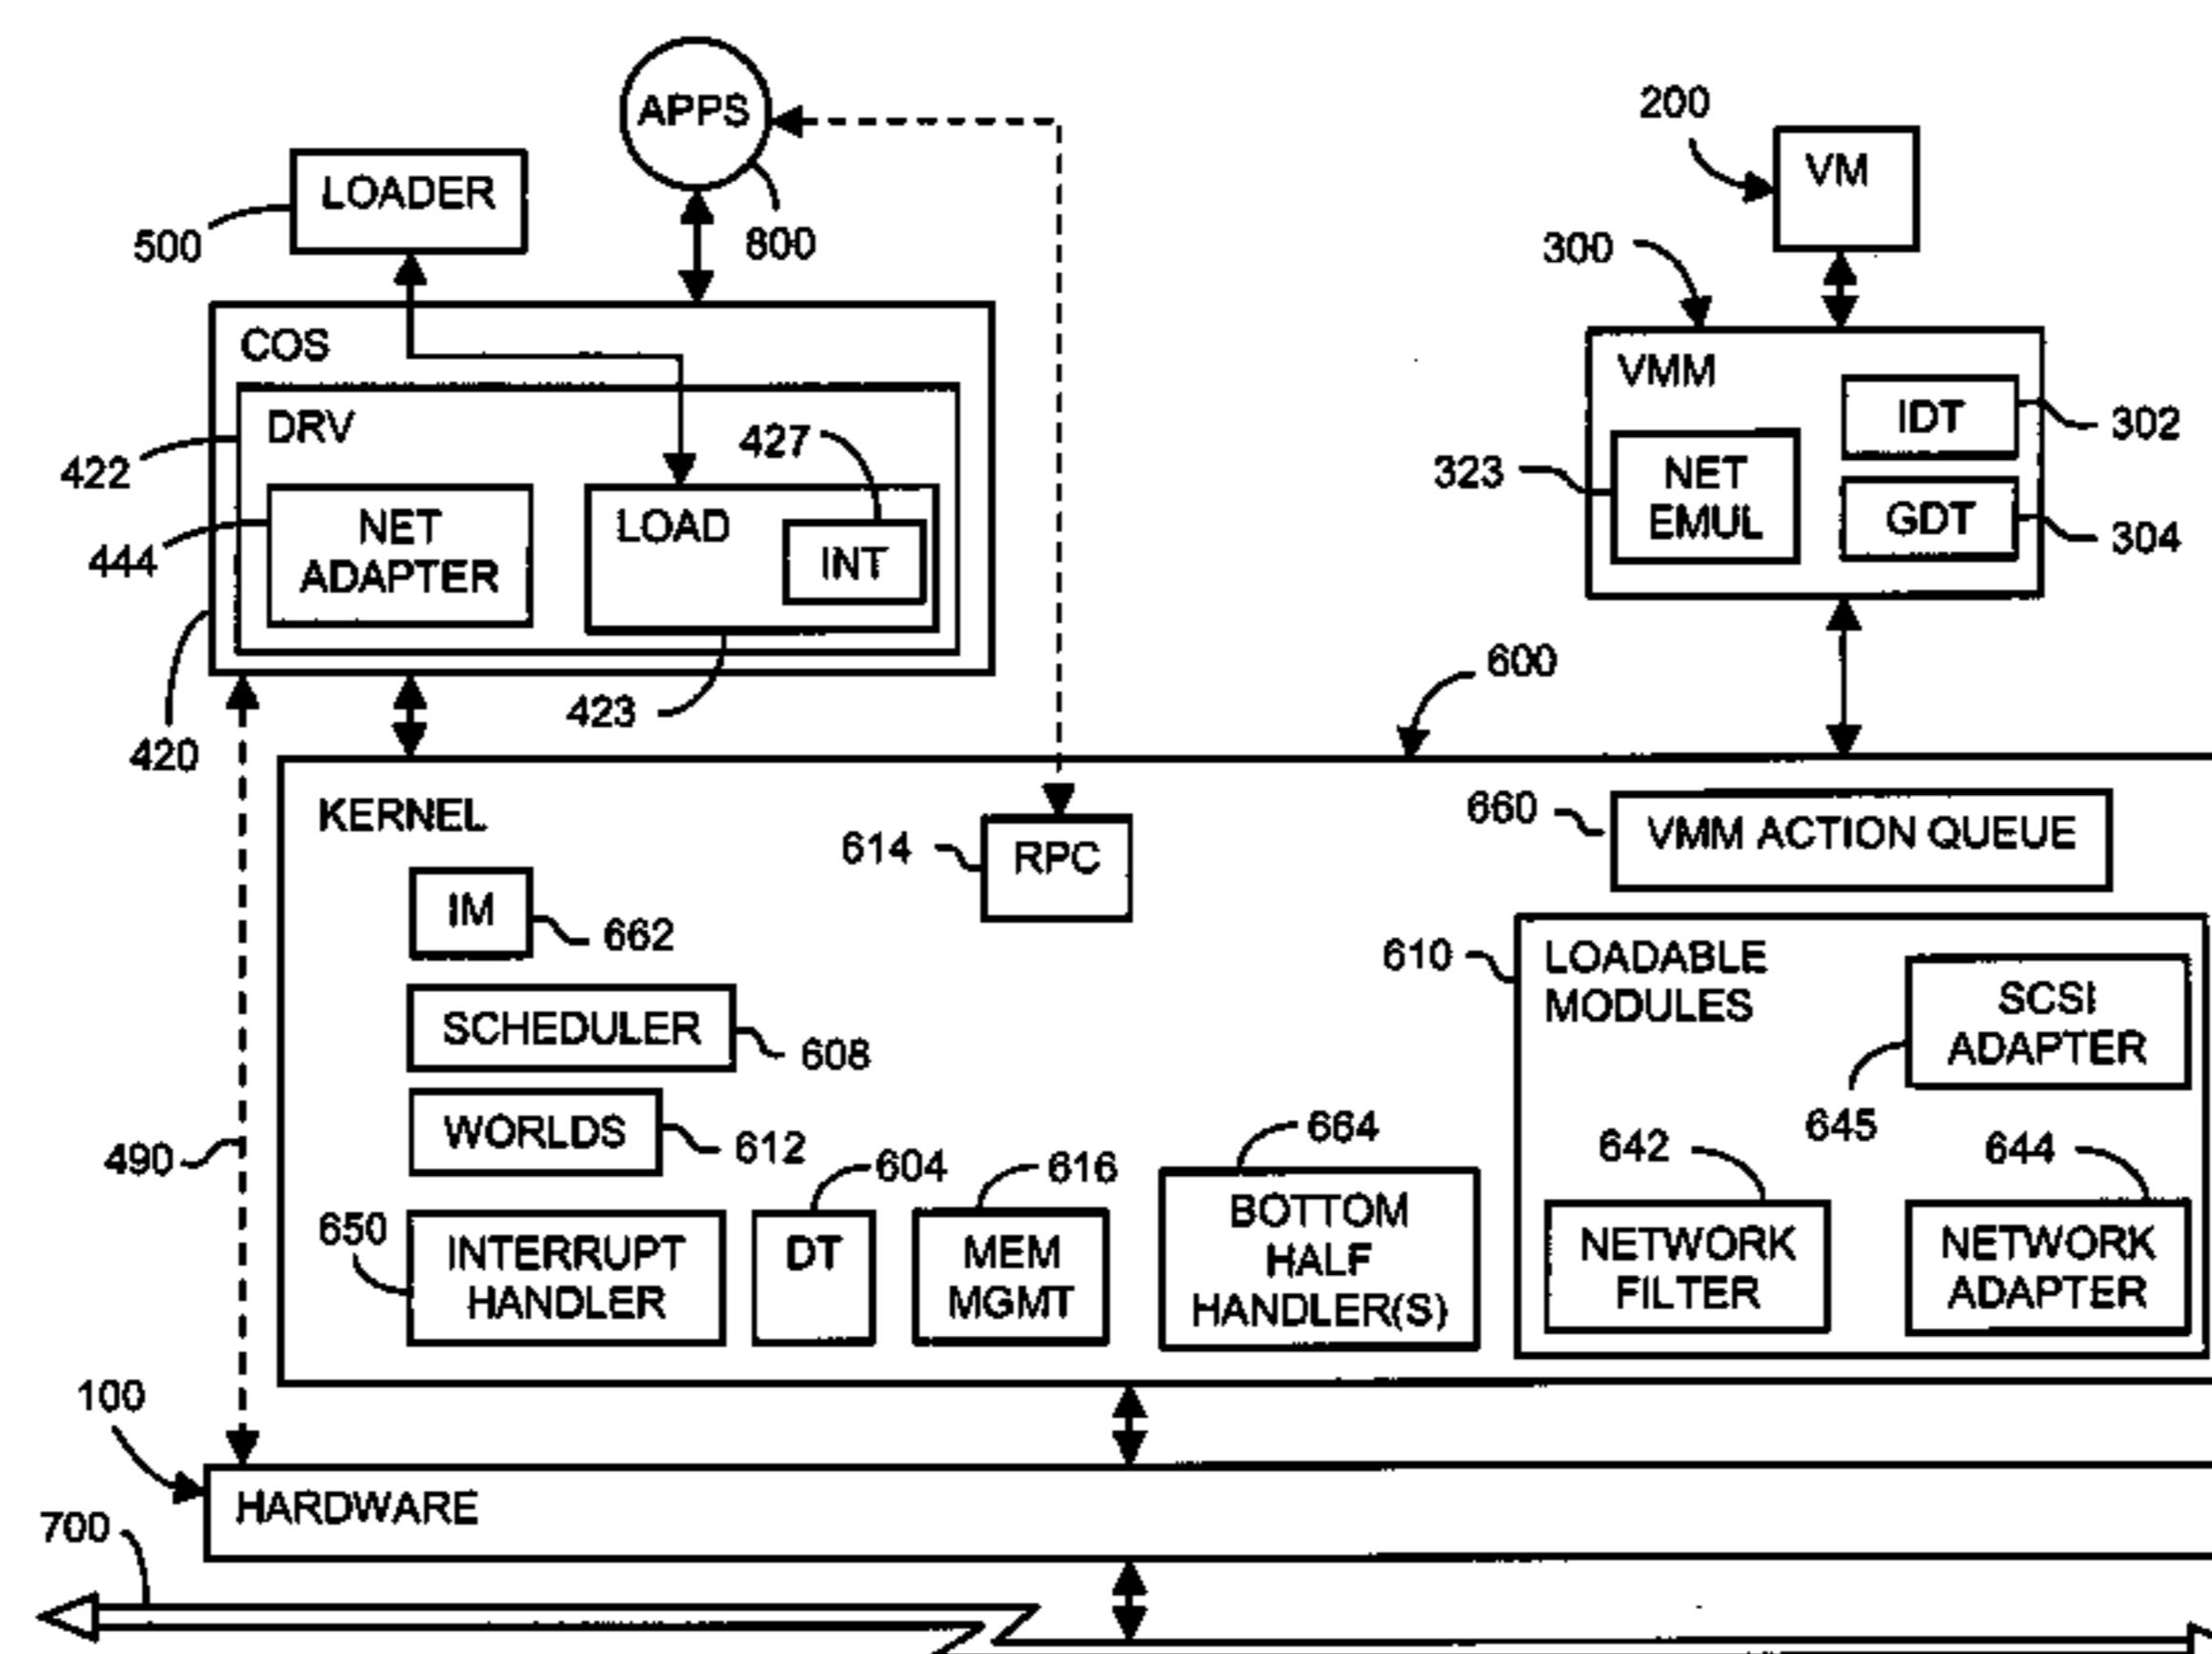 APPS
200
VM
LOADER
500
800
300
COS
VMM
IDT
302
DRV
427
422
323
NET
EMUL
GDT
304
444
NET
ADAPTER
LOAD
INT
600
423
420
KERNEL
614
RPC
660
VMM ACTION QUEUE
IM
662
610
LOADABLE
MODULES
SCSI
ADAPTER
645
SCHEDULER
608
WORLDS
612
490
604
616
664
642
644
650
INTERRUPT
HANDLER
DT
MEM
MGMT
BOTTOM
HALF
HANDLER(S)
NETWORK
FILTER
NETWORK
ADAPTER
100
HARDWARE
700